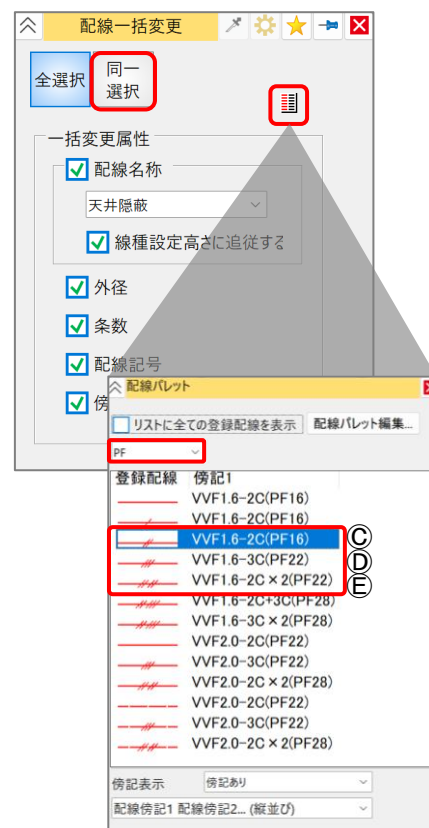 配線一括変更
全選択
同一
選択
一括変更属性
配線名称
天井隠蔽
線種設定高さに追従する
外径
条数
配線記号
傍
配線パレット
リストに全ての登録配線を表示
配線パレット編集...
PF
登録配線 傍記1
VVF1.6-2C(PF16)
VVF1.6-2C(PF16)
VVF1.6-2C(PF16) Ⓒ
VVF1.6-3C(PF22) Ⓓ
VVF1.6-2C×2(PF22) Ⓔ
VVF1.6-2C+3C(PF28)
VVF1.6-3C×2(PF28)
VVF2.0-2C(PF22)
VVF2.0-3C(PF22)
VVF2.0-2C×2(PF28)
VVF2.0-2C(PF22)
VVF2.0-3C(PF22)
VVF2.0-2C×2(PF28)
傍記表示 傍記あり
配線傍記1 配線傍記2... (縦並び)